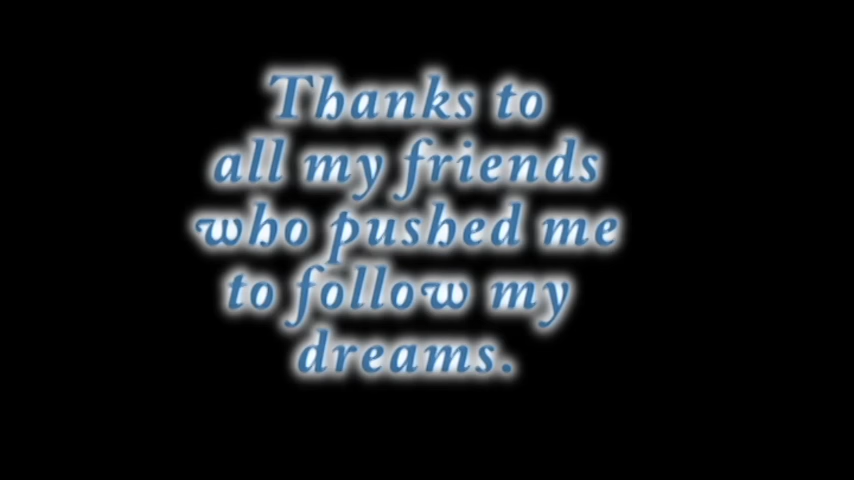 Thanks to
all my friends
who pushed me
to follow my
dreams.